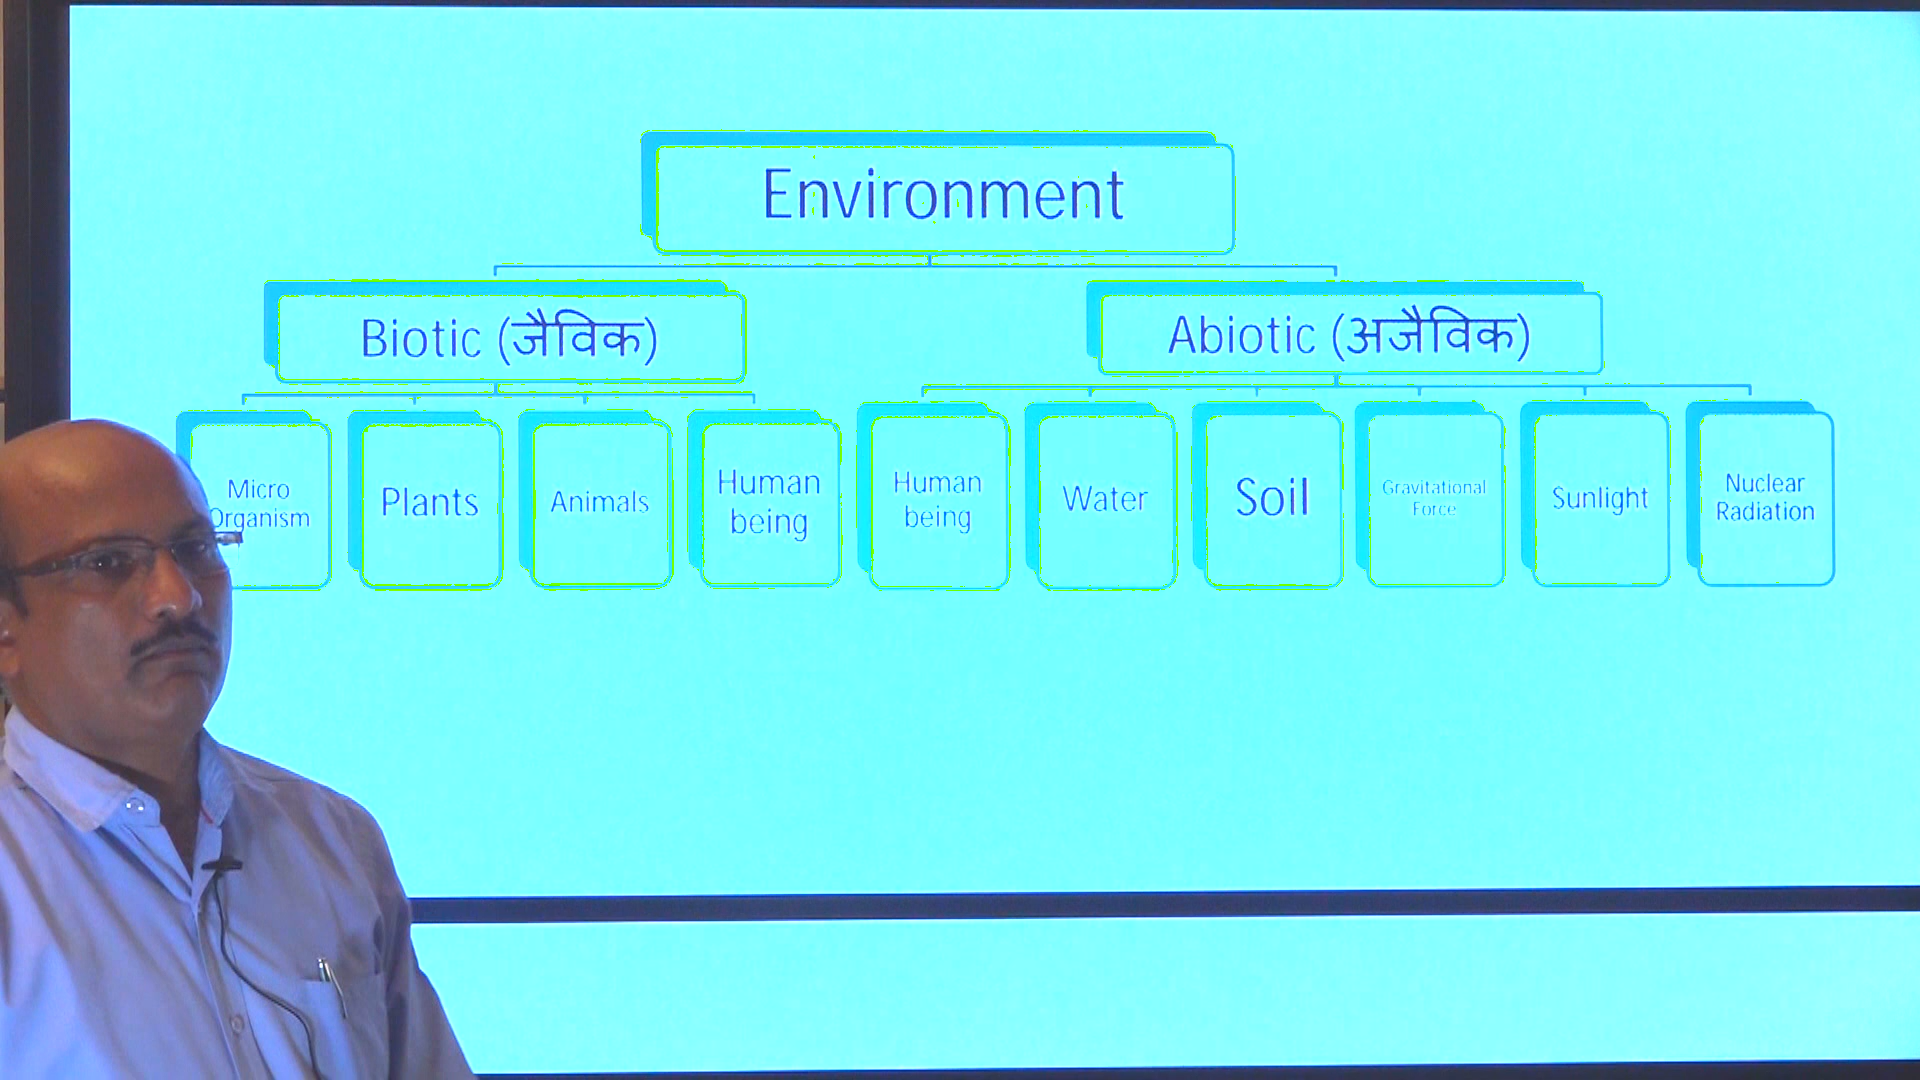 Environment
Biotic (जैविक)
Abiotic (अजैविक)
Micro
Organism
Plants
Animals
Human
being
Human
being
Water
Soil
Gravitational
Force
Sunlight
Nuclear
Radiation